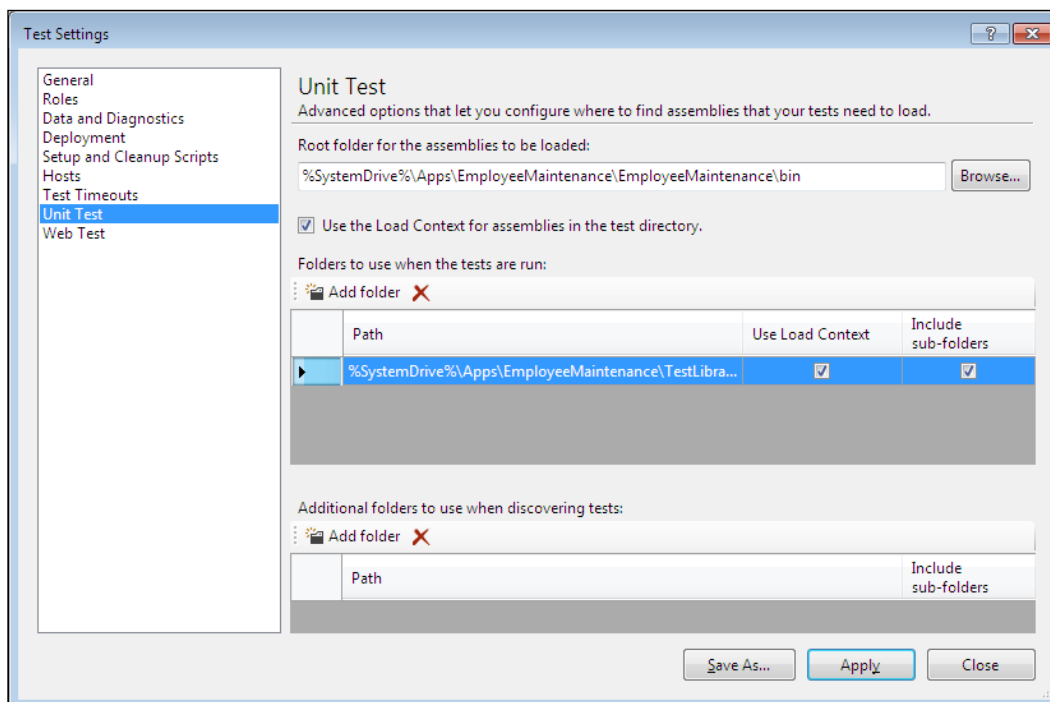 Test Settings
General
Roles
Data and Diagnostics
Deployment
Setup and Cleanup Scripts
Hosts
Test Timeouts
Unit Test
Web Test
Unit Test
Advanced options that let you configure where to find assemblies that your tests need to load.
Root folder for the assemblies to be loaded:
%SystemDrive%\Apps\EmployeeMaintenance\EmployeeMaintenance\bin
Browse...
Use the Load Context for assemblies in the test directory.
Folders to use when the tests are run:
Add folder
Path
Use Load Context
Include
sub-folders
%SystemDrive%\Apps\EmployeeMaintenance\TestLibra...
Additional folders to use when discovering tests:
Add folder
Path
Include
sub-folders
Save As...
Apply
Close